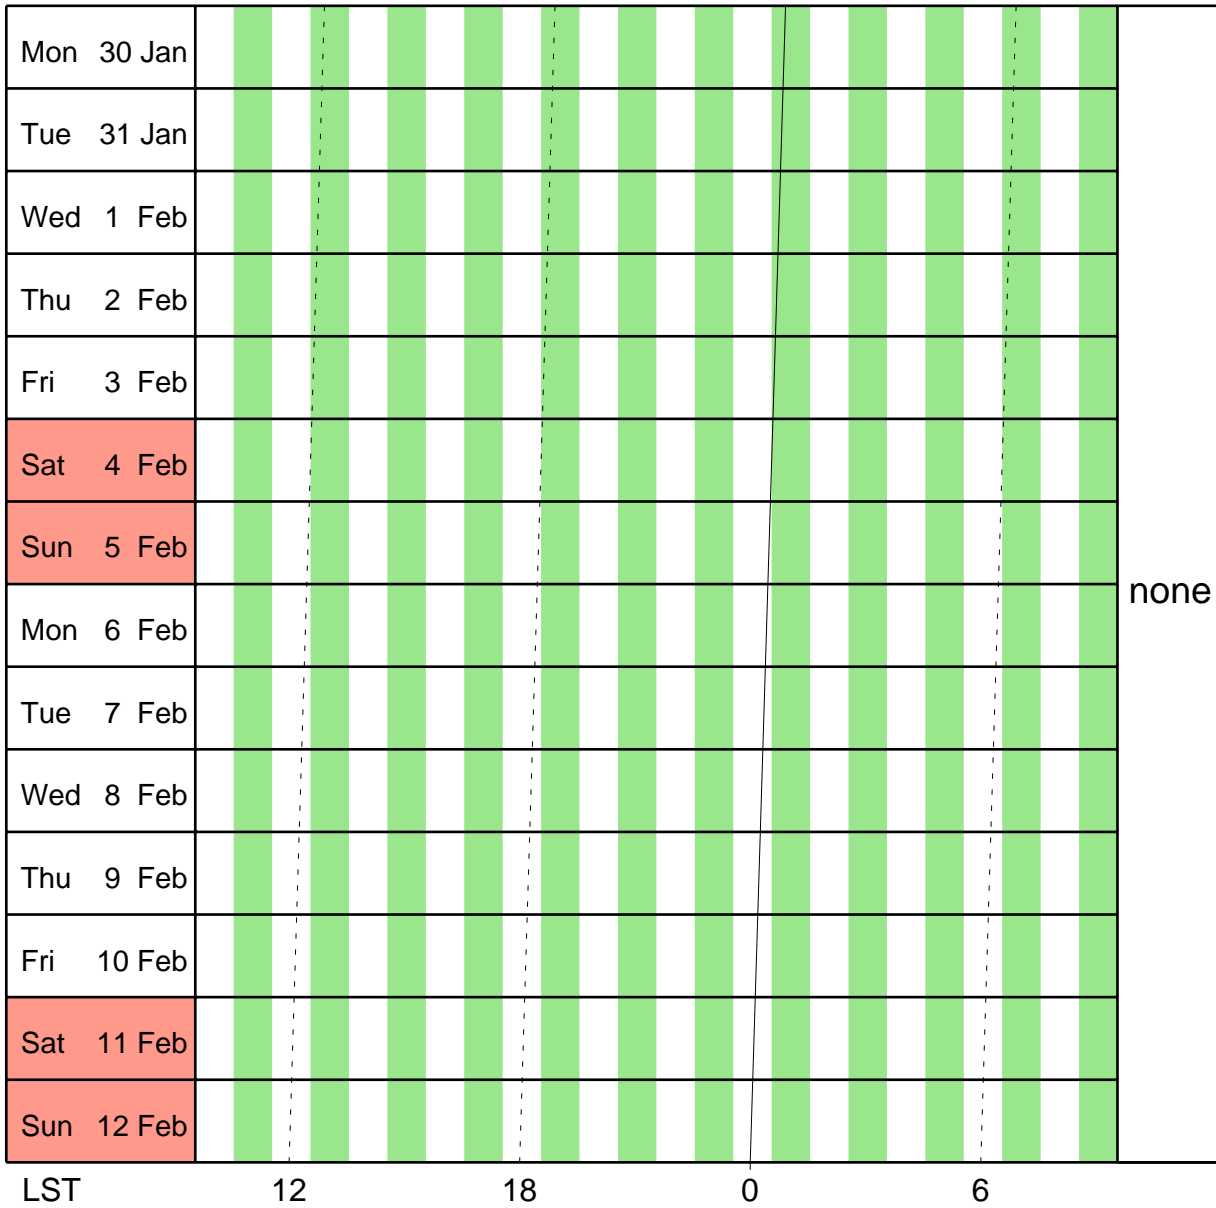 Mon 30 Jan
Tue 31 Jan
Wed 1 Feb
Thu 2 Feb
Fri 3 Feb
Sat 4 Feb
Sun 5 Feb
none
Mon 6 Feb
Tue 7 Feb
Wed 8 Feb
Thu 9 Feb
Fri 10 Feb
Sat 11 Feb
Sun 12 Feb
LST 12 18 0 6